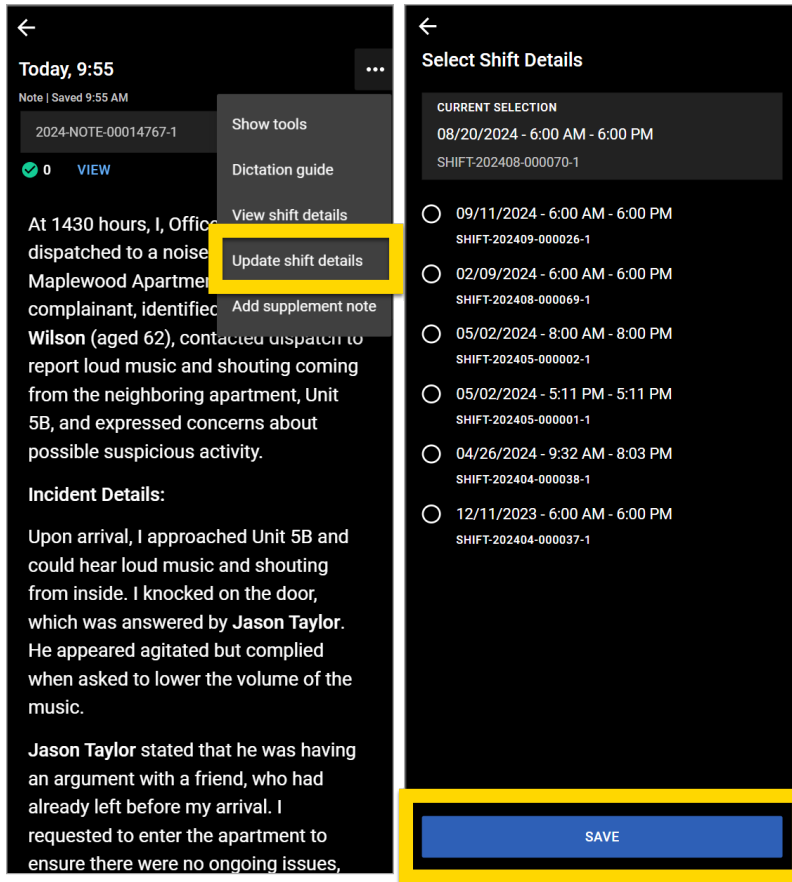 Today, 9:55
Note | Saved 9:55 AM
2024-NOTE-00014767-1
0 VIEW
Show tools
Dictation guide
View shift details
Update shift details
Add supplement note
At 1430 hours, I, Office
dispatched to a noise
Maplewood Apartme
complainant, identified
Wilson (aged 62), contacted dispatch to
report loud music and shouting coming
from the neighboring apartment, Unit
5B, and expressed concerns about
possible suspicious activity.
Incident Details:
Upon arrival, I approached Unit 5B and
could hear loud music and shouting
from inside. I knocked on the door,
which was answered by Jason Taylor.
He appeared agitated but complied
when asked to lower the volume of the
music.
Jason Taylor stated that he was having
an argument with a friend, who had
already left before my arrival. I
requested to enter the apartment to
ensure there were no ongoing issues,
Select Shift Details
CURRENT SELECTION
08/20/2024 - 6:00 AM - 6:00 PM
SHIFT-202408-000070-1
09/11/2024 - 6:00 AM - 6:00 PM
SHIFT-202409-000026-1
02/09/2024 - 6:00 AM - 6:00 PM
SHIFT-202408-000069-1
05/02/2024 - 8:00 AM - 8:00 PM
SHIFT-202405-000002-1
05/02/2024 - 5:11 PM - 5:11 PM
SHIFT-202405-000001-1
04/26/2024 - 9:32 AM - 8:03 PM
SHIFT-202404-000038-1
12/11/2023 - 6:00 AM - 6:00 PM
SHIFT-202404-000037-1
SAVE